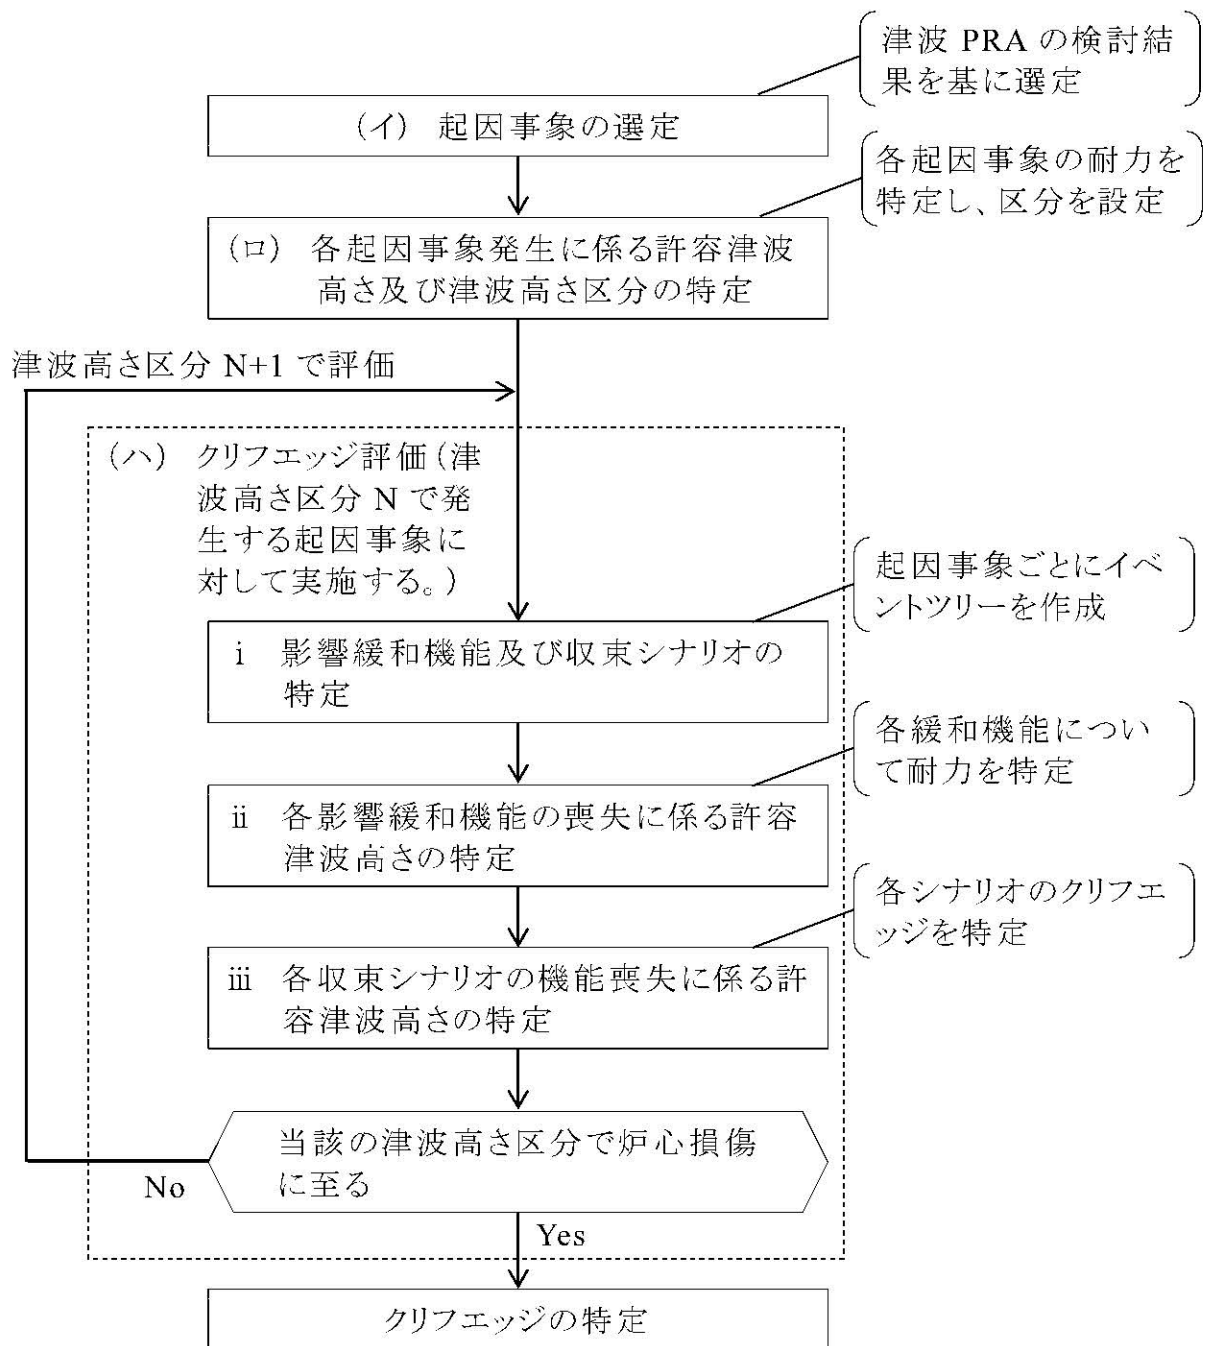 津波 PRA の検討結
果を基に選定
(イ) 起因事象の選定
各起因事象の耐力を
特定し、区分を設定
(ロ) 各起因事象発生に係る許容津波
高さ及び津波高さ区分の特定
津波高さ区分 N+1 で評価
(ハ) クリフエッジ評価(津
波高さ区分 N で発
生する起因事象に
対して実施する。)
起因事象ごとにイベ
ントツリーを作成
i 影響緩和機能及び収束シナリオの
特定
各緩和機能につい
て耐力を特定
ii 各影響緩和機能の喪失に係る許容
津波高さの特定
各シナリオのクリフエ
ッジを特定
iii 各収束シナリオの機能喪失に係る許
容津波高さの特定
当該の津波高さ区分で炉心損傷
に至る
No
Yes
クリフエッジの特定